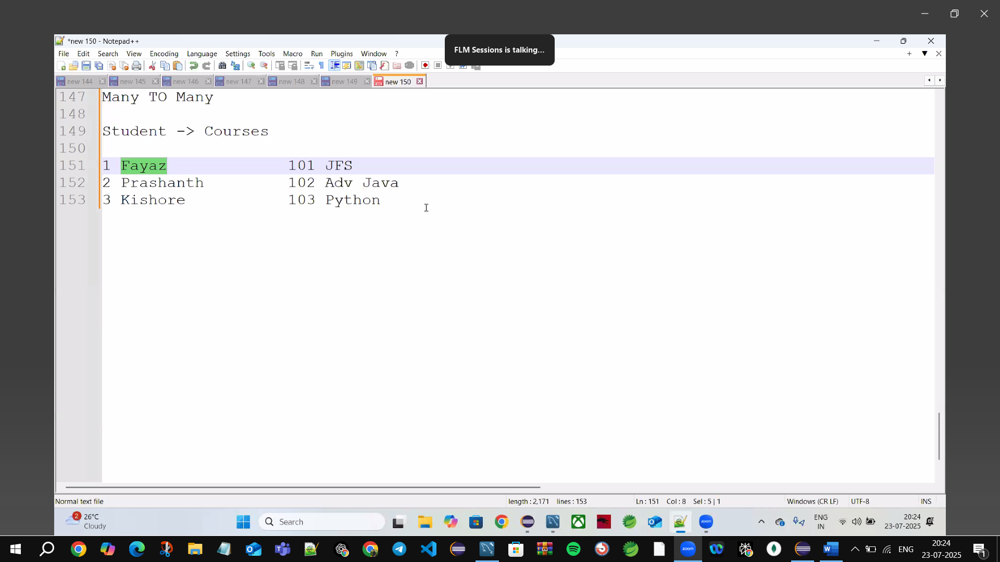 *new 150 - Notepad++
FLM Sessions is talking...
File Edit Search View Encoding Language Settings Tools Macro Run Plugins Window ?
new 144 new 145 new 146 new 147 new 148 new 149 new 150
147 Many TO Many
148
149 Student -> Courses
150
151 1 Fayaz 101 JFS
152 2 Prashanth 102 Adv Java
153 3 Kishore 103 Python
Normal text file length : 2,171 lines : 153 Ln : 151 Col : 8 Sel : 5 | 1 Windows (CR LF) UTF-8 INS
2 26°C
Cloudy
Search
zoom
ENG
IN
20:24
23-07-2025
zoom
ENG
20:24
23-07-2025
1